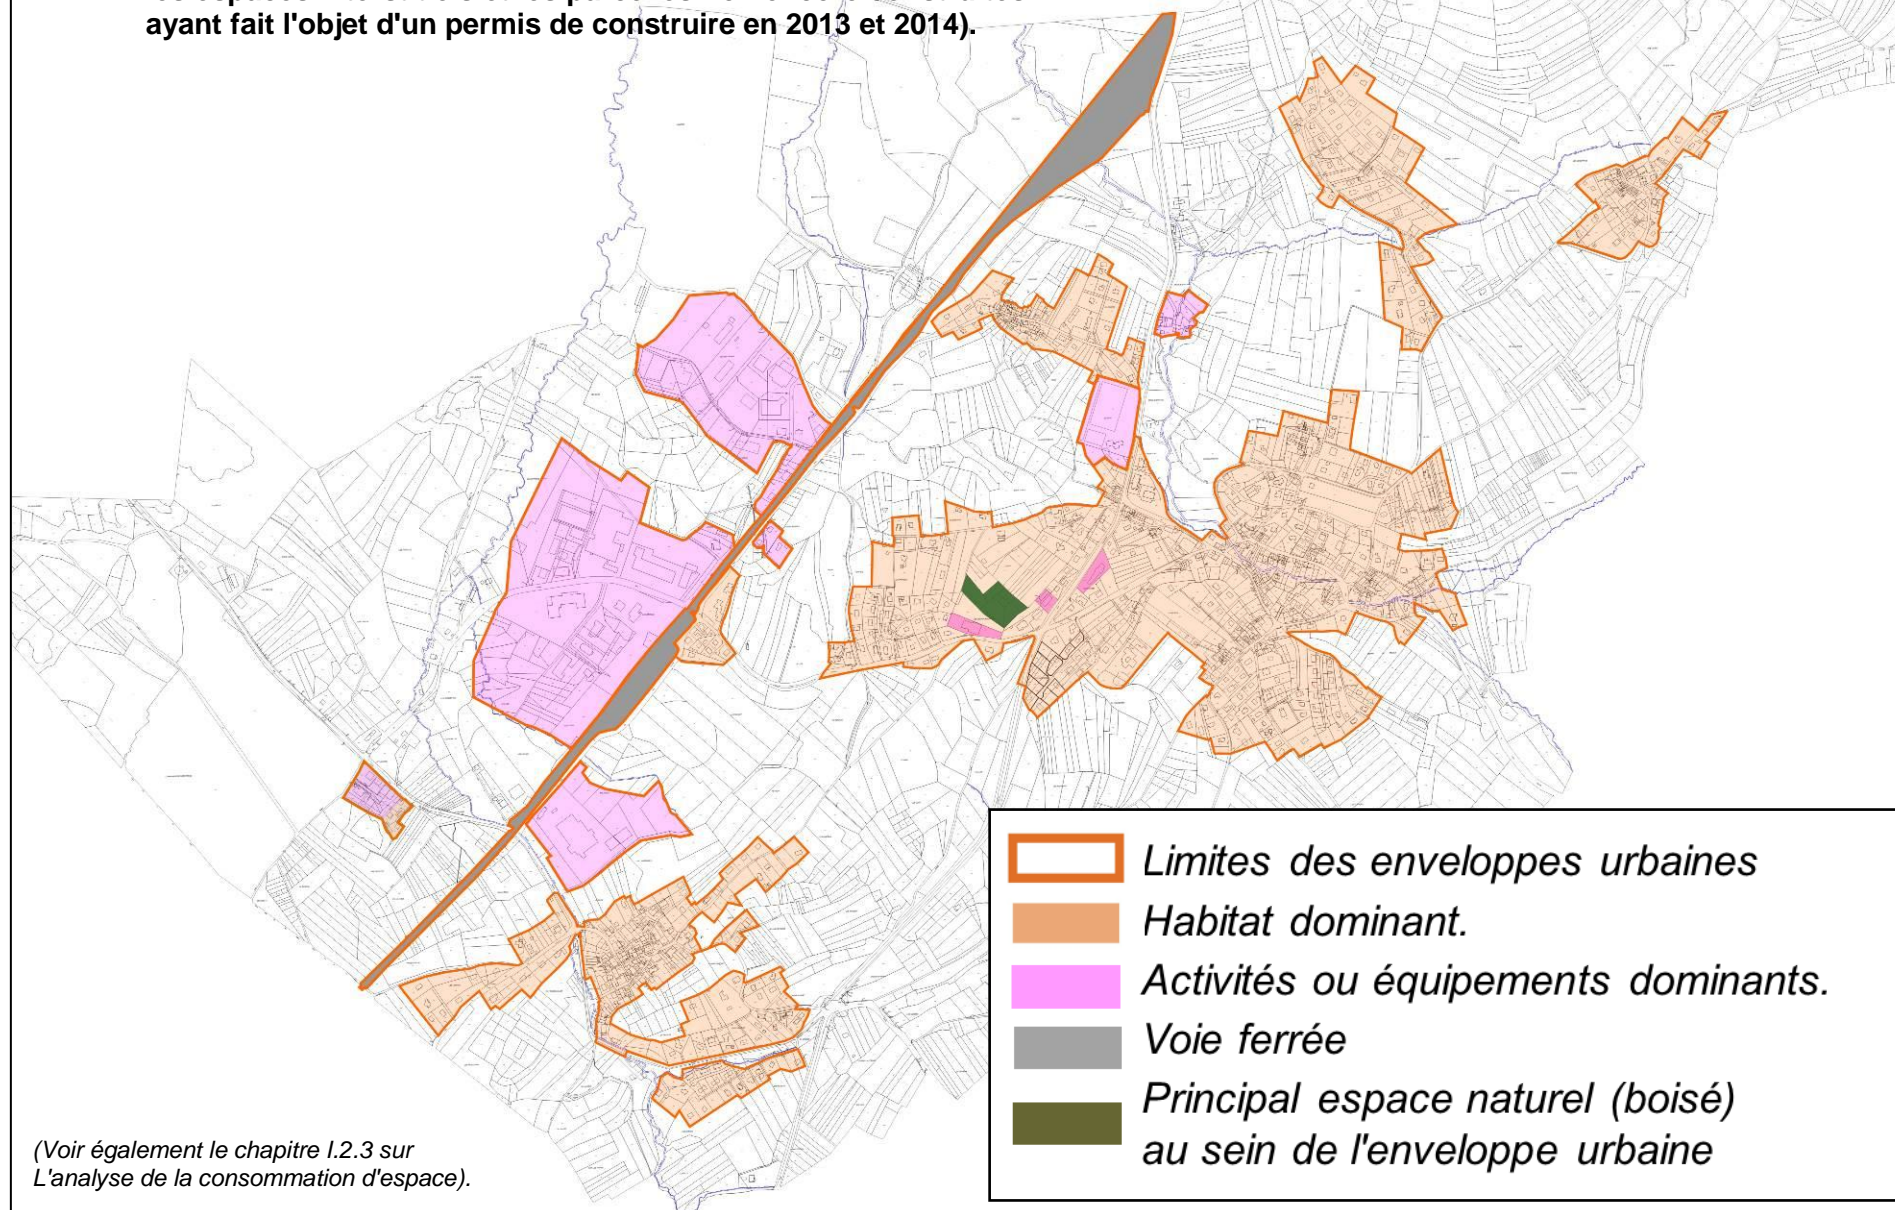 ayant fait l'objet d'un permis de construire en 2013 et 2014).
Limites des enveloppes urbaines
Habitat dominant.
Activités ou équipements dominants.
Voie ferrée
Principal espace naturel (boisé)
au sein de l'enveloppe urbaine
(Voir également le chapitre I.2.3 sur
L'analyse de la consommation d'espace).